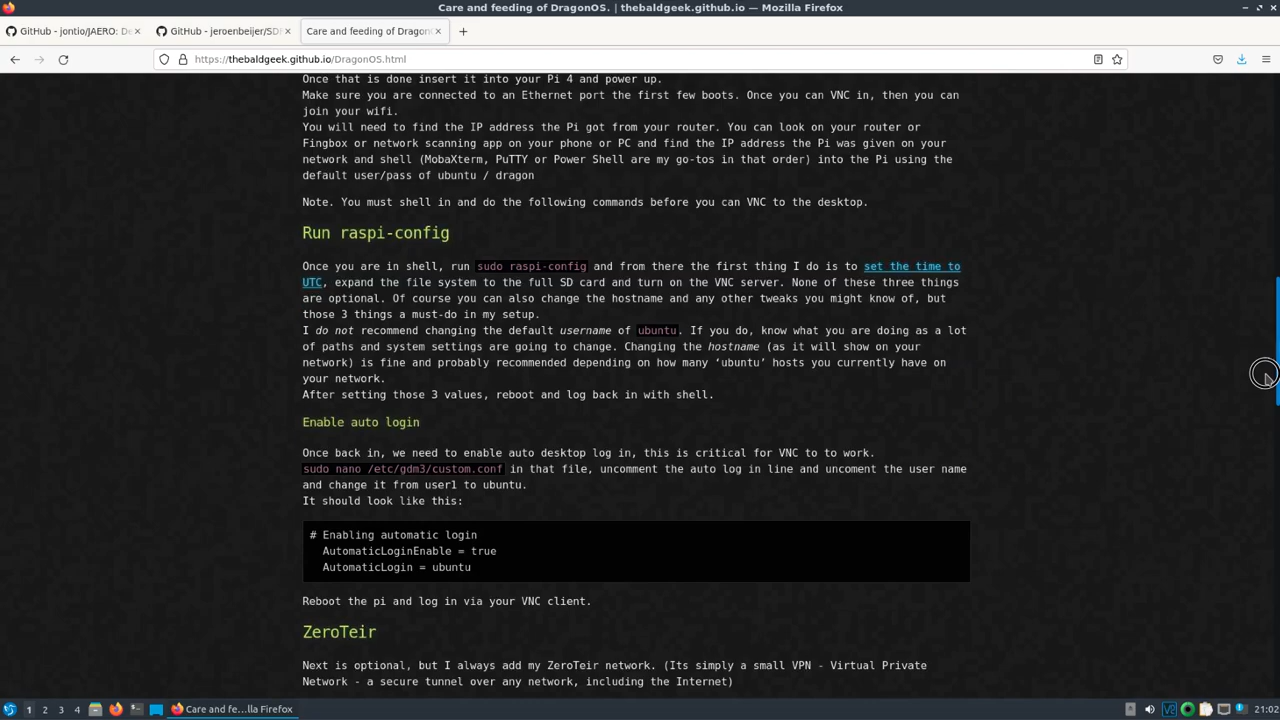 Care and feeding of DragonOS. | thebaldgeek.github.io — Mozilla Firefox
GitHub - jontio/JAERO: De
GitHub - jeroenbeijer/SD
Care and feeding of Dragon
https://thebaldgeek.github.io/DragonOS.html
Once that is done insert it into your Pi 4 and power up.
Make sure you are connected to an Ethernet port the first few boots. Once you can VNC in, then you can
join your wifi.
You will need to find the IP address the Pi got from your router. You can look on your router or
Fingbox or network scanning app on your phone or PC and find the IP address the Pi was given on your
network and shell (MobaXterm, PuTTY or Power Shell are my go-tos in that order) into the Pi using the
default user/pass of ubuntu / dragon
Note. You must shell in and do the following commands before you can VNC to the desktop.
Run raspi-config
Once you are in shell, run sudo raspi-config and from there the first thing I do is to set the time to
UTC, expand the file system to the full SD card and turn on the VNC server. None of these three things
are optional. Of course you can also change the hostname and any other tweaks you might know of, but
those 3 things a must-do in my setup.
I do not recommend changing the default username of ubuntu. If you do, know what you are doing as a lot
of paths and system settings are going to change. Changing the hostname (as it will show on your
network) is fine and probably recommended depending on how many ‘ubuntu’ hosts you currently have on
your network.
After setting those 3 values, reboot and log back in with shell.
Enable auto login
Once back in, we need to enable auto desktop log in, this is critical for VNC to to work.
sudo nano /etc/gdm3/custom.conf in that file, uncomment the auto log in line and uncoment the user name
and change it from user1 to ubuntu.
It should look like this:
# Enabling automatic login
AutomaticLoginEnable = true
AutomaticLogin = ubuntu
Reboot the pi and log in via your VNC client.
ZeroTeir
Next is optional, but I always add my ZeroTeir network. (Its simply a small VPN - Virtual Private
Network - a secure tunnel over any network, including the Internet)
1 2 3 4
Care and fe...lla Firefox
21:02